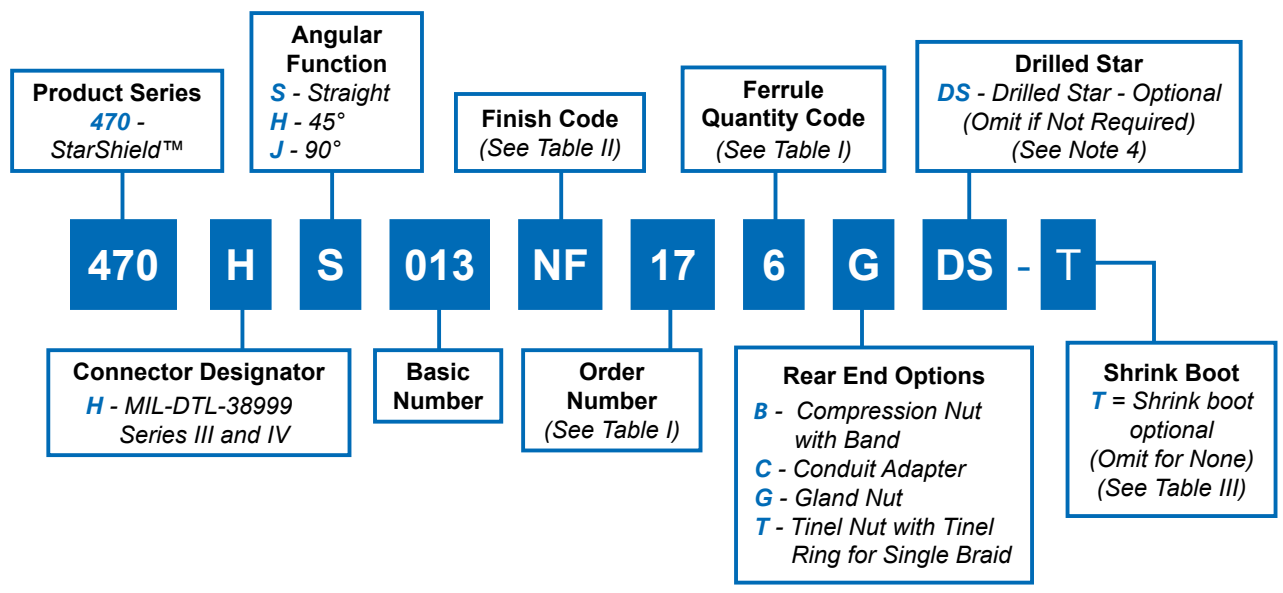 Product Series
470 -
StarShield™
Angular
Function
S - Straight
H - 45°
J - 90°
Finish Code
(See Table II)
Ferrule
Quantity Code
(See Table I)
Drilled Star
DS - Drilled Star - Optional
(Omit if Not Required)
(See Note 4)
470 H S 013 NF 17 6 G DS - T
Connector Designator
H - MIL-DTL-38999
Series III and IV
Basic
Number
Order
Number
(See Table I)
Rear End Options
B - Compression Nut
with Band
C - Conduit Adapter
G - Gland Nut
T - Tinel Nut with Tinel
Ring for Single Braid
Shrink Boot
T = Shrink boot
optional
(Omit for None)
(See Table III)